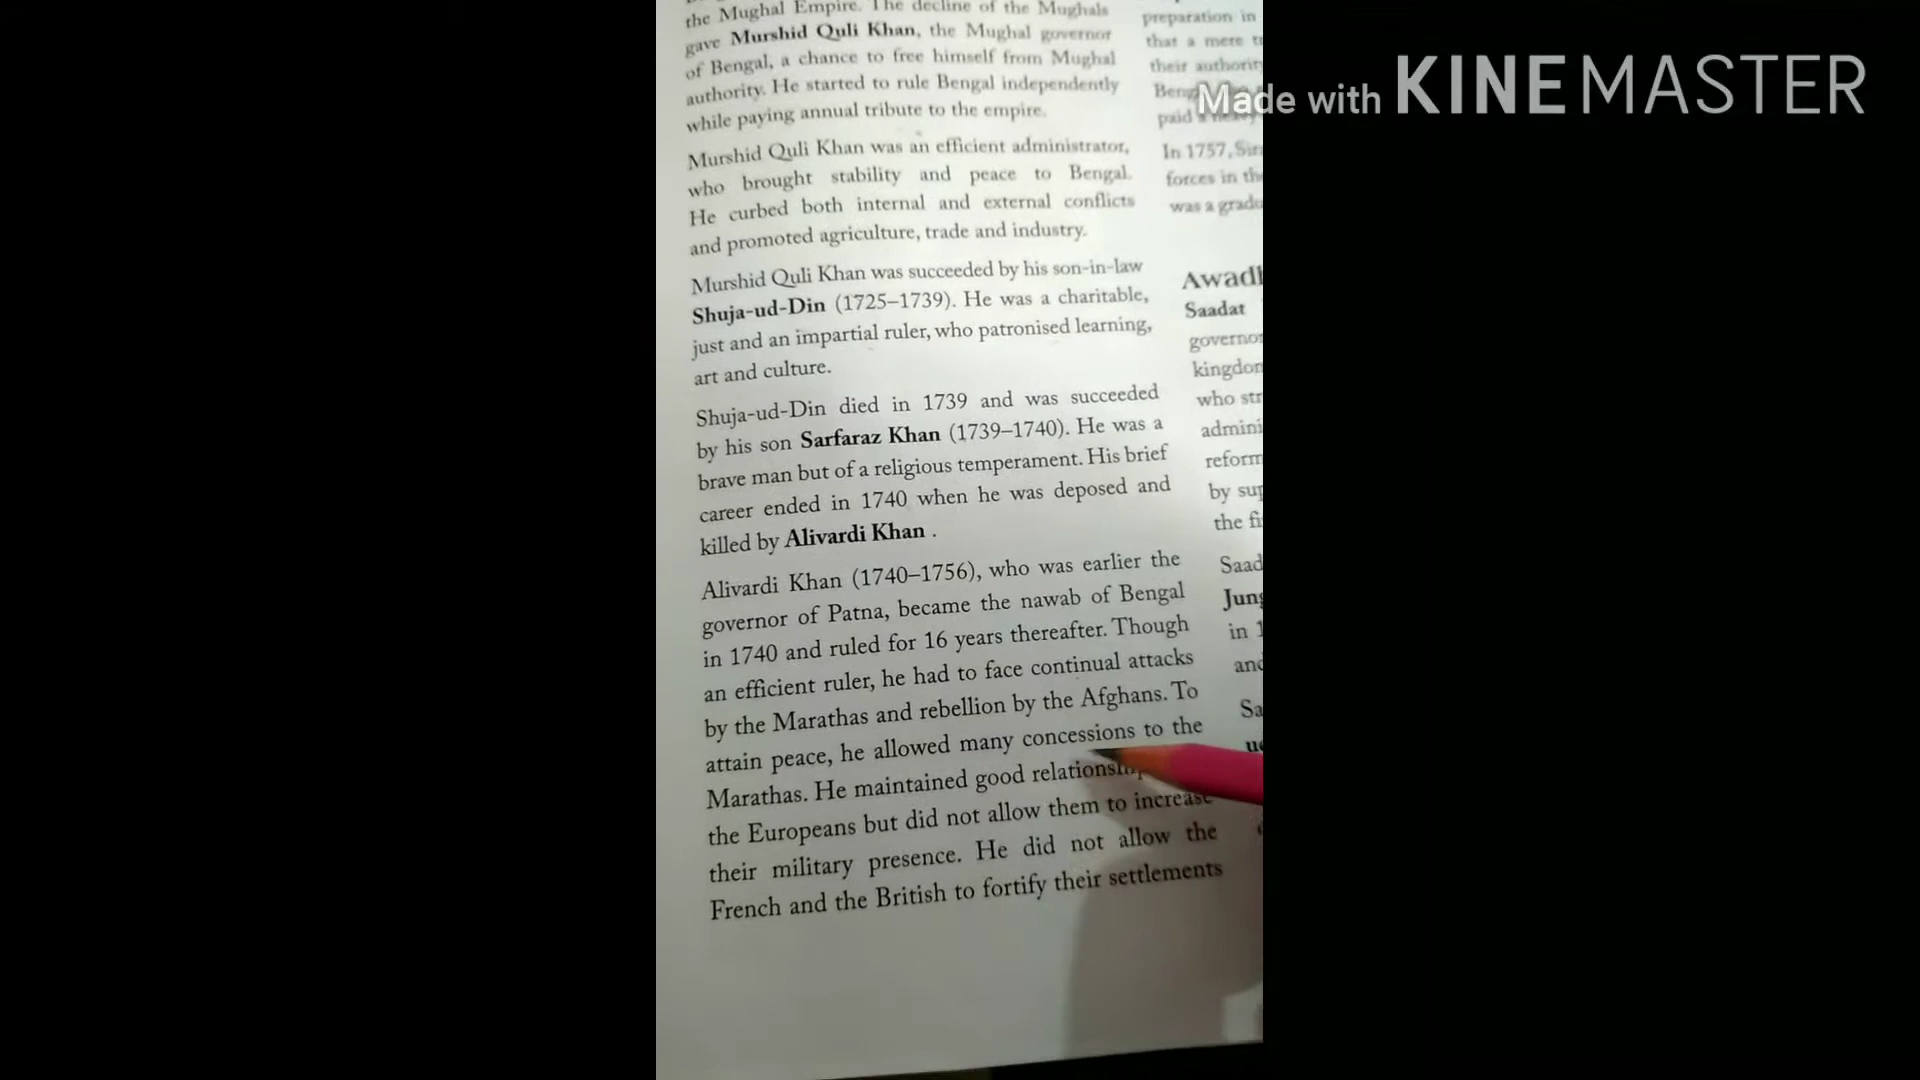 the Mughal Empire. The decline of the Mughals
gave Murshid Quli Khan, the Mughal governor
of Bengal, a chance to free himself from Mughal
authority. He started to rule Bengal independently
while paying annual tribute to the empire.
Murshid Quli Khan was an efficient administrator,
who brought stability and peace to Bengal.
He curbed both internal and external conflicts
and promoted agriculture, trade and industry.
Murshid Quli Khan was succeeded by his son-in-law
Shuja-ud-Din (1725–1739). He was a charitable,
just and an impartial ruler, who patronised learning,
art and culture.
Shuja-ud-Din died in 1739 and was succeeded
by his son Sarfaraz Khan (1739–1740). He was a
brave man but of a religious temperament. His brief
career ended in 1740 when he was deposed and
killed by Alivardi Khan .
Alivardi Khan (1740–1756), who was earlier the
governor of Patna, became the nawab of Bengal
in 1740 and ruled for 16 years thereafter. Though
an efficient ruler, he had to face continual attacks
by the Marathas and rebellion by the Afghans. To
attain peace, he allowed many concessions to the
Marathas. He maintained good
the Europeans but did not allow them to increase
their military presence. He did not allow the
French and the British to fortify their settlements
preparation in
that a mere
their
paid a
In 1757,
forces in
was a
Saadat
who
by
the
in
Made with KINEMASTER